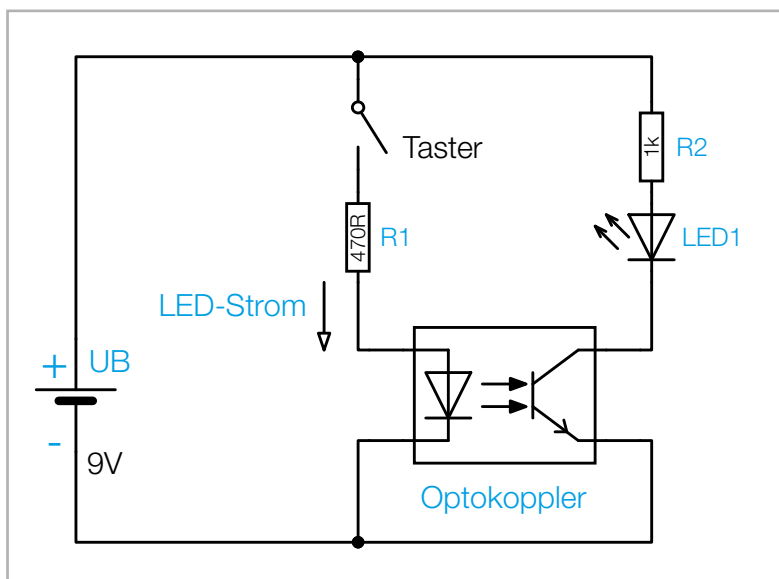 Taster
1k
R2
470R
R1
LED1
LED-Strom
+ UB
-
9V
Optokoppler